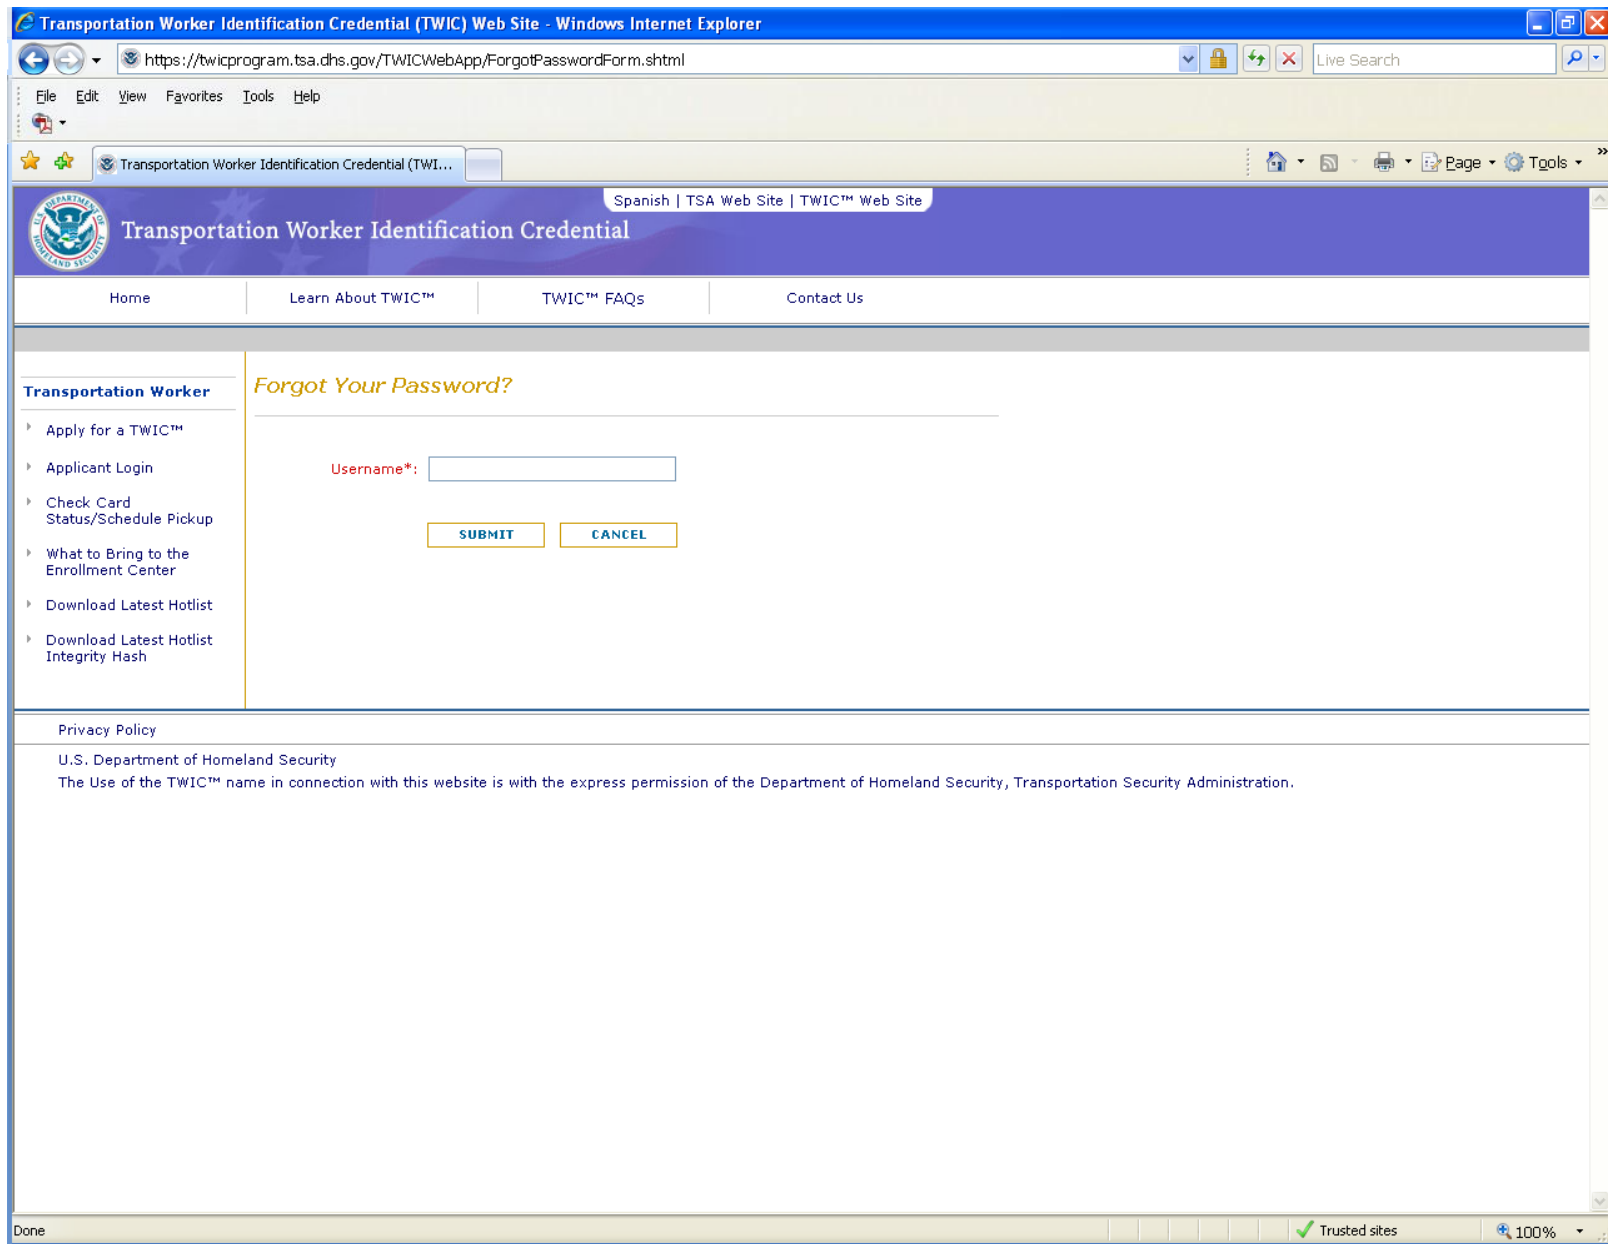 Transportation Worker Identification Credential (TWIC) Web Site - Windows Internet Explorer
https://twicprogram.tsa.dhs.gov/TWICWebApp/ForgotPasswordForm.shtml
Live Search
File Edit View Favorites Tools Help
Transportation Worker Identification Credential (TWI...
Page Tools »
Spanish | TSA Web Site | TWIC™ Web Site
U.S. DEPARTMENT OF HOMELAND SECURITY
Transportation Worker Identification Credential
Home Learn About TWIC™ TWIC™ FAQs Contact Us
Transportation Worker
Apply for a TWIC™
Applicant Login
Check Card
Status/Schedule Pickup
What to Bring to the
Enrollment Center
Download Latest Hotlist
Download Latest Hotlist
Integrity Hash
Forgot Your Password?
Username*:
SUBMIT CANCEL
Privacy Policy
U.S. Department of Homeland Security
The Use of the TWIC™ name in connection with this website is with the express permission of the Department of Homeland Security, Transportation Security Administration.
Done Trusted sites 100%